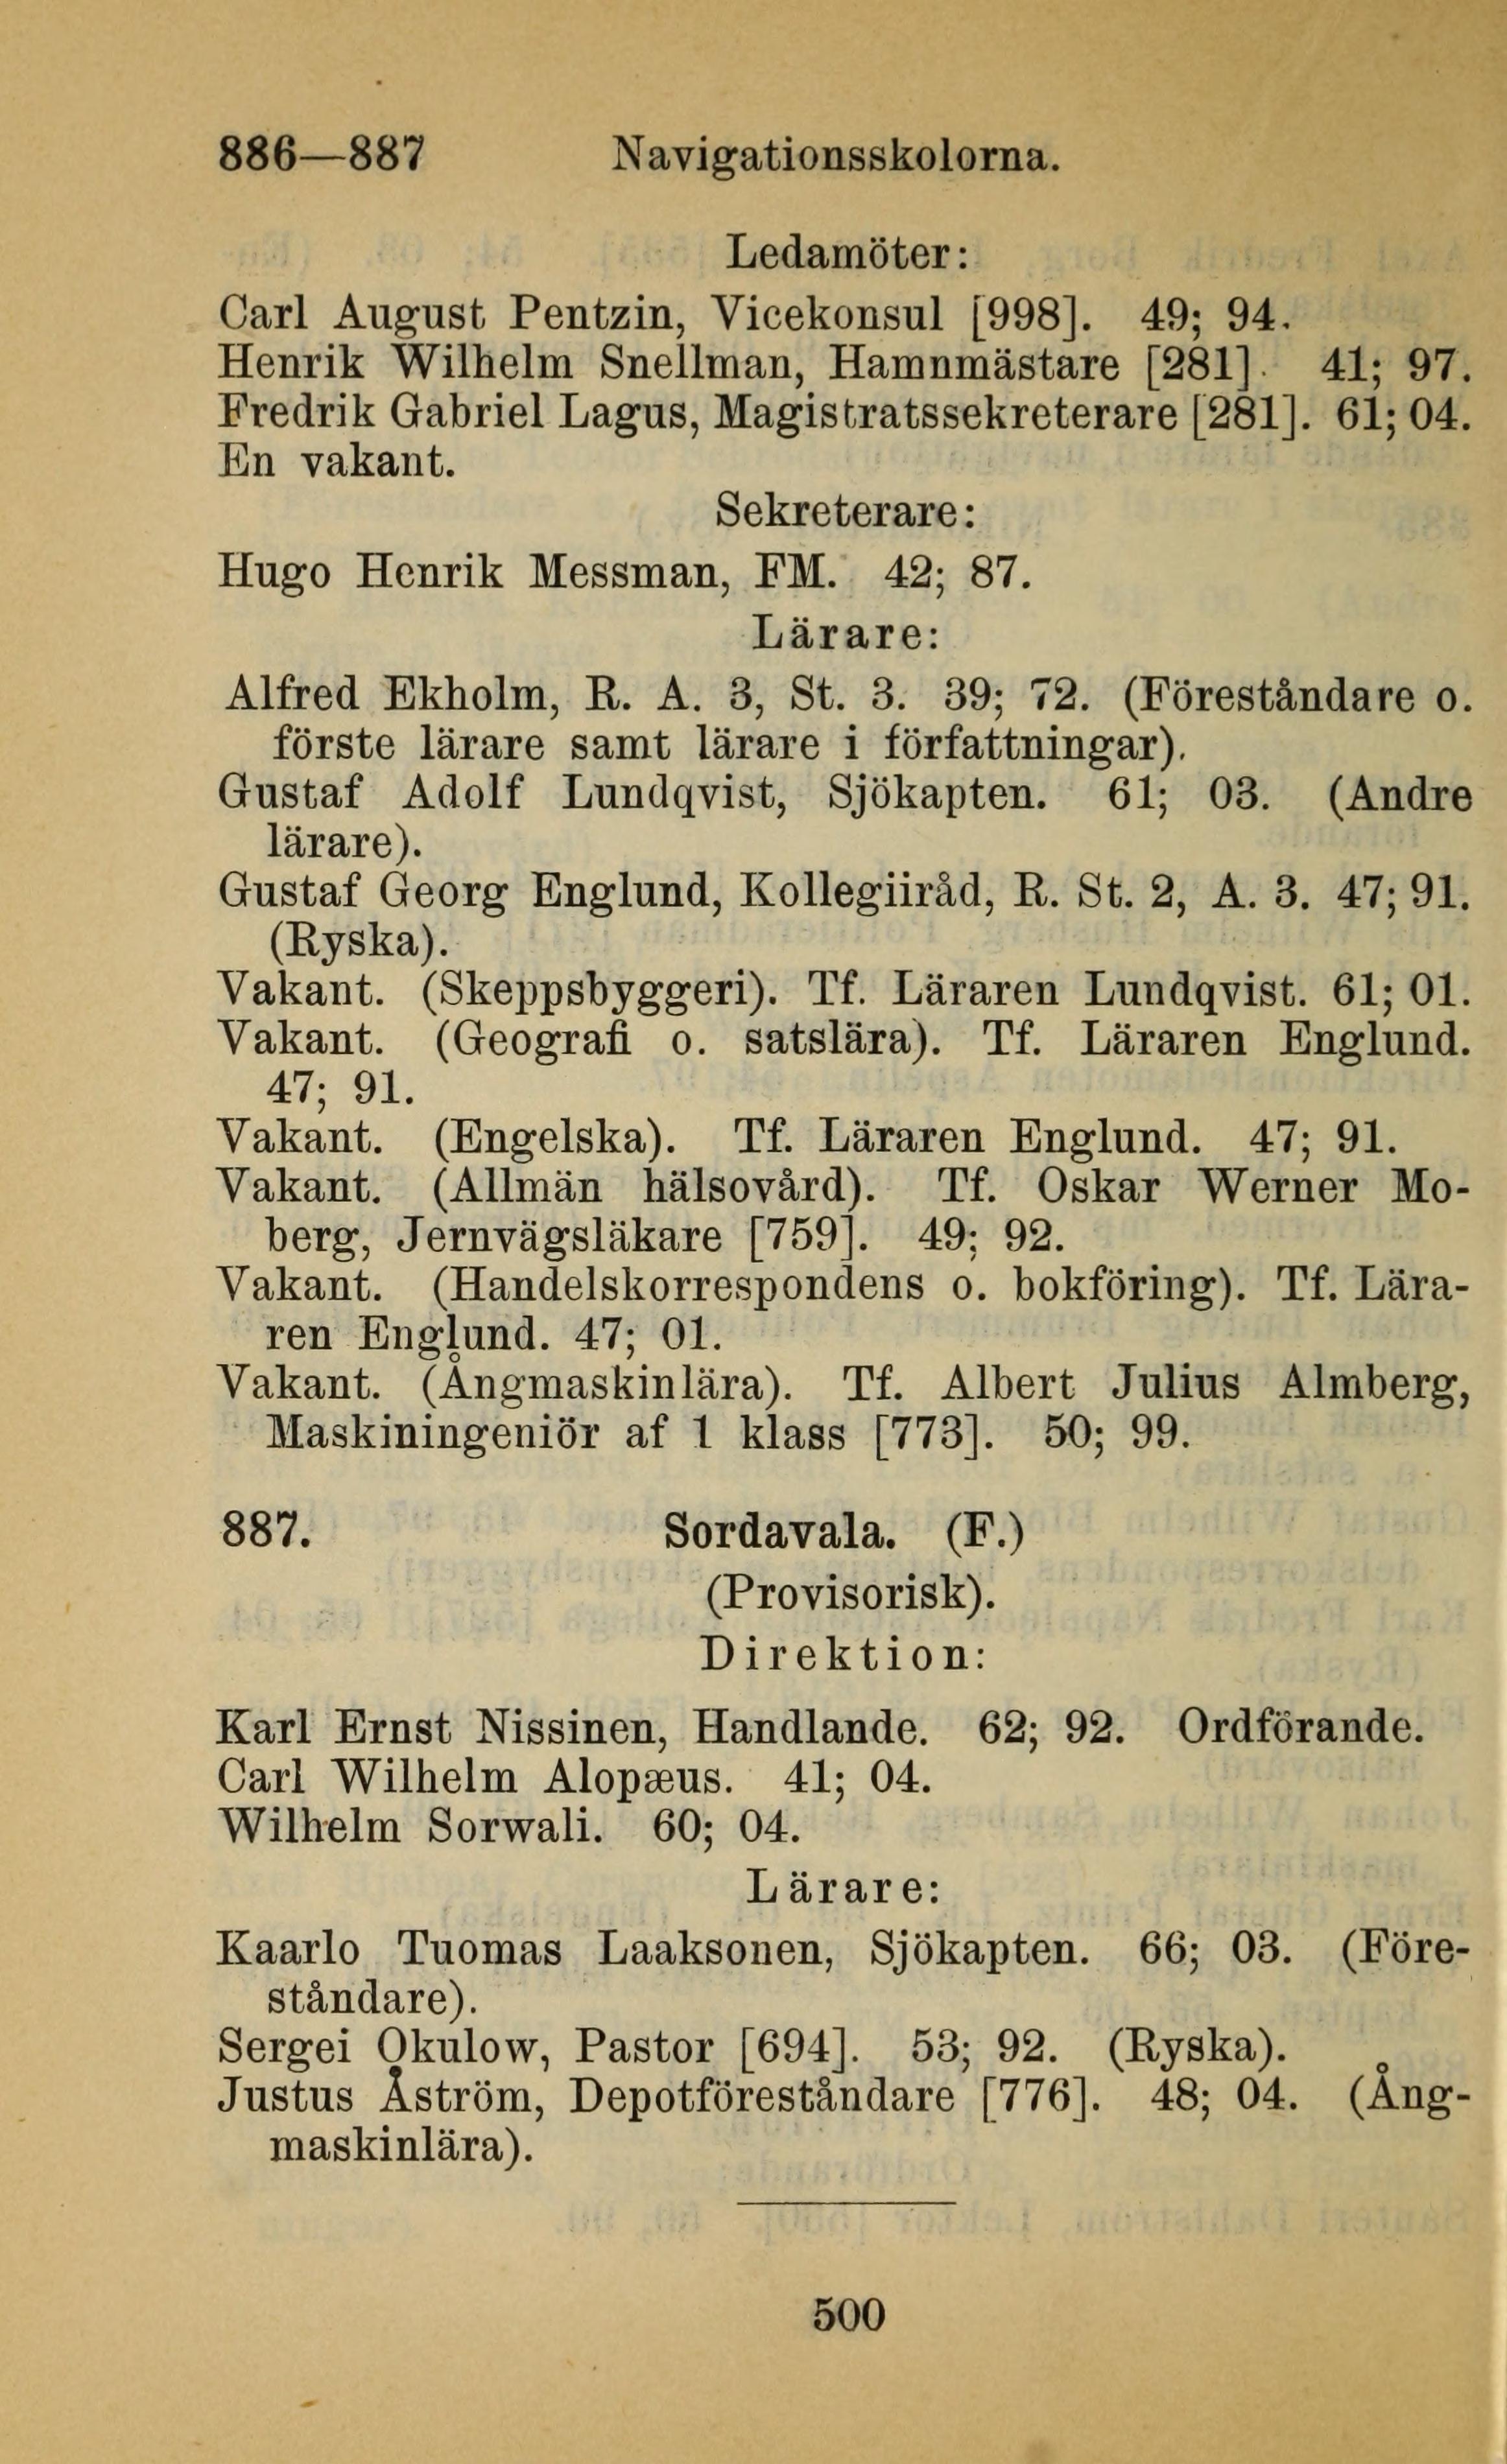 886—887 Navigationsskolorna.
Ledamöter:
Carl August Pentzin, Vicekonsul [998]. 49; 94.
Henrik Wilhelm Snellman, Hamnmästare [281]. 41; 97.
Fredrik Gabriel Lagus, Magistratssekreterare [281]. 61; 04.
En vakant.
Sekreterare:
Hugo Henrik Messman, FM. 42; 87.
Lärare:
Alfred Ekholm, R. A. 3, St. 3. 39; 72. (Föreståndare o.
förste lärare samt lärare i författningar).
Gustaf Adolf Lundqvist, Sjökapten. 61; 03. (Andre
lärare).
Gustaf Georg Englund, Kollegiiråd, R. St. 2, A. 3. 47; 91.
(Ryska).
Vakant. (Skeppsbyggeri). Tf. Läraren Lundqvist. 61; 01.
Vakant. (Geografi o. satslära). Tf. Läraren Englund.
47; 91.
Vakant. (Engelska). Tf. Läraren Englund. 47; 91.
Vakant. (Allmän hälsovård). Tf. Oskar Werner Mo-
berg, Jernvägsläkare [759]. 49; 92.
Vakant. (Handelskorrespondens o. bokföring). Tf. Lära-
ren Englund. 47; 01.
Vakant. (Ångmaskinlära). Tf. Albert Julius Almberg,
Maskiningeniör af 1 klass [773]. 50; 99.
887. Sordavala. (F.)
(Provisorisk).
Direktion:
Karl Ernst Nissinen, Handlande. 62; 92. Ordförande.
Carl Wilhelm Alopæus. 41; 04.
Wilhelm Sorwali. 60; 04.
Lärare:
Kaarlo Tuomas Laaksonen, Sjökapten. 66; 03. (Före-
ståndare).
Sergei Okulow, Pastor [694]. 53; 92. (Ryska).
Justus Åström, Depotföreståndare [776]. 48; 04. (Ång-
maskinlära).
500